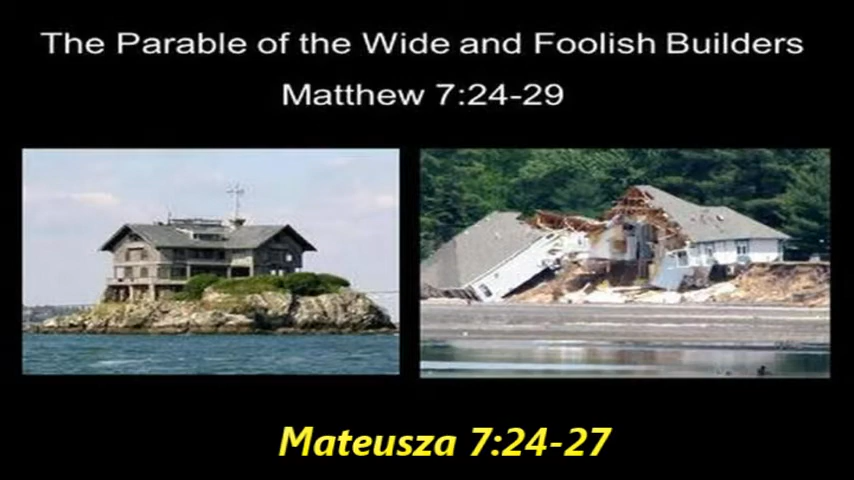 The Parable of the Wide and Foolish Builders
Matthew 7:24-29
Mateusza 7:24-27